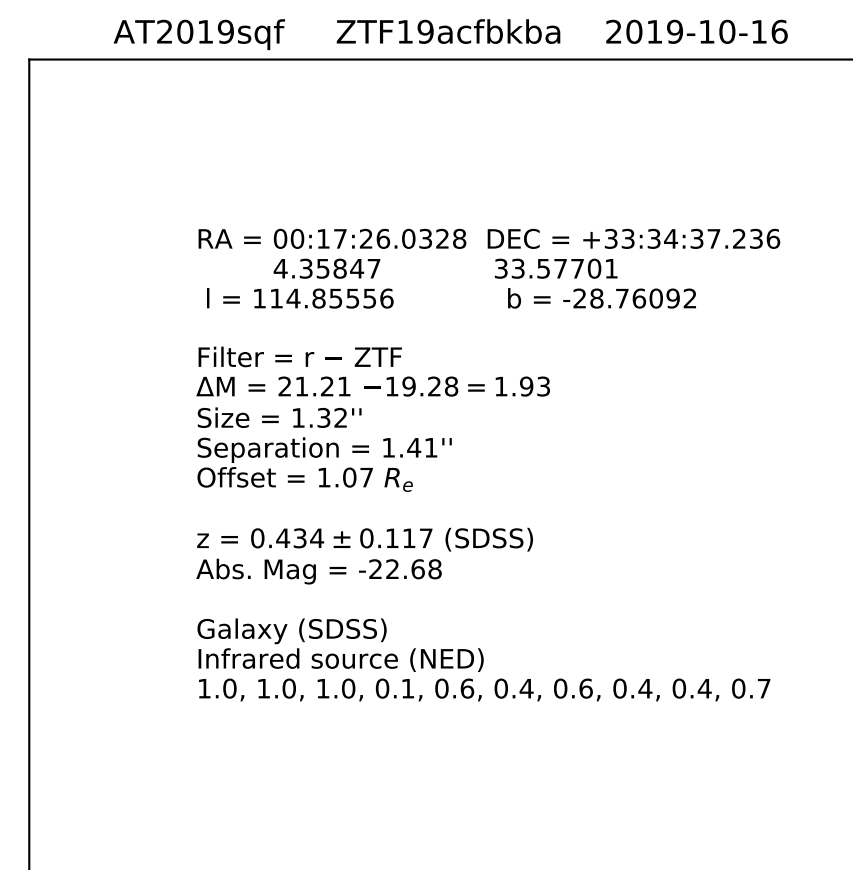 AT2019sqf ZTF19acfbkba 2019-10-16
RA = 00:17:26.0328 DEC = +33:34:37.236
4.35847 33.57701
l = 114.85556 b = -28.76092
Filter = r − ZTF
ΔM = 21.21 −19.28 = 1.93
Size = 1.32''
Separation = 1.41''
Offset = 1.07 Re
z = 0.434 ± 0.117 (SDSS)
Abs. Mag = -22.68
Galaxy (SDSS)
Infrared source (NED)
1.0, 1.0, 1.0, 0.1, 0.6, 0.4, 0.6, 0.4, 0.4, 0.7